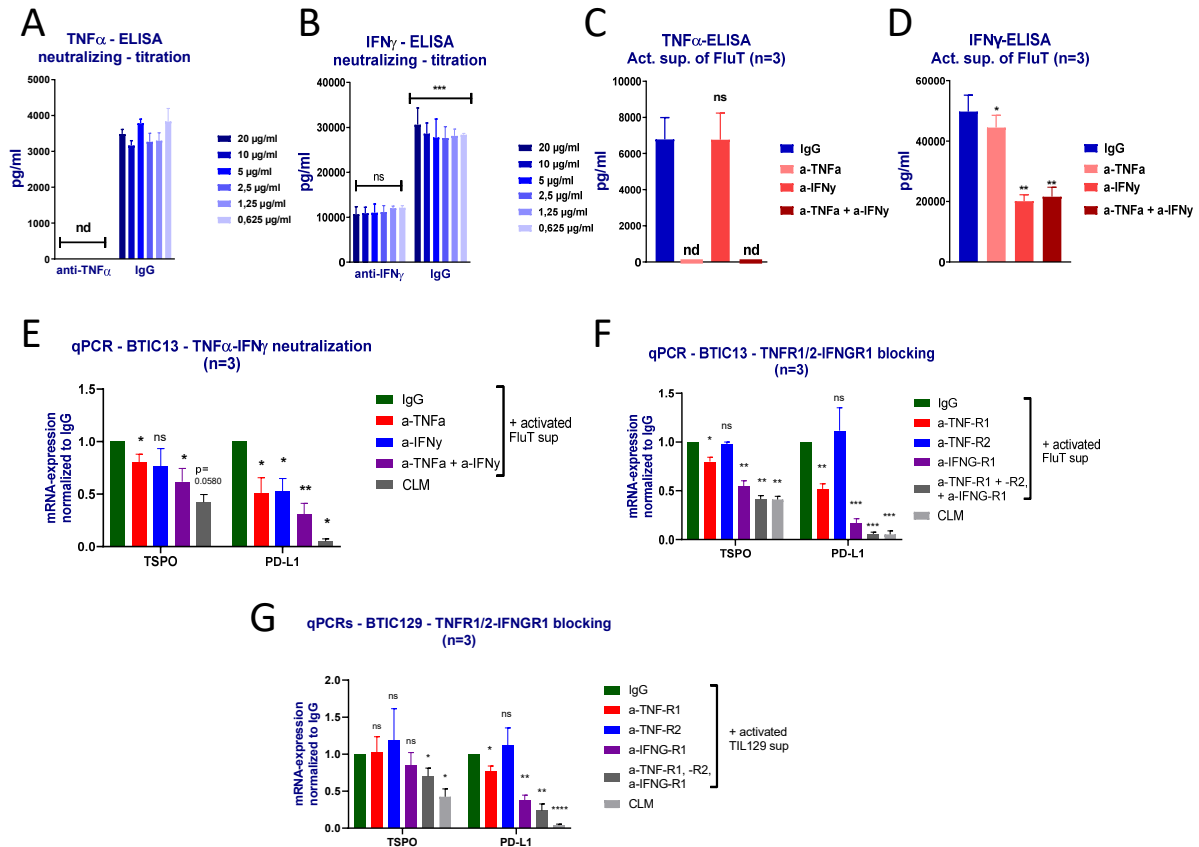 A
TNFα - ELISA
neutralizing - titration
5000
4000
3000
2000
1000
0
pg/ml
nd
anti-TNFα
IgG
20 µg/ml
10 µg/ml
5 µg/ml
2,5 µg/ml
1,25 µg/ml
0,625 µg/ml
B
IFNγ - ELISA
neutralizing - titration
40000
30000
20000
10000
0
pg/ml
ns
***
anti-IFNγ
IgG
20 µg/ml
10 µg/ml
5 µg/ml
2,5 µg/ml
1,25 µg/ml
0,625 µg/ml
C
TNFα-ELISA
Act. sup. of FluT (n=3)
8000
6000
4000
2000
0
pg/ml
nd
ns
nd
IgG
a-TNFa
a-IFNy
a-TNFa + a-IFNy
D
IFNγ-ELISA
Act. sup. of FluT (n=3)
60000
40000
20000
0
pg/ml
*
**
**
IgG
a-TNFa
a-IFNy
a-TNFa + a-IFNy
E
qPCR - BTIC13 - TNFα-IFNγ neutralization
(n=3)
mRNA-expression
normalized to IgG
1.5
1.0
0.5
0.0
*
ns
*
p=
0.0580
*
*
**
*
TSPO
PD-L1
IgG
a-TNFa
a-IFNy
a-TNFa + a-IFNy
CLM
+ activated
FluT sup
F
qPCR - BTIC13 - TNFR1/2-IFNGR1 blocking
(n=3)
mRNA-expression
normalized to IgG
1.5
1.0
0.5
0.0
*
ns
**
**
**
**
ns
***
***
***
TSPO
PD-L1
IgG
a-TNF-R1
a-TNF-R2
a-IFNG-R1
a-TNF-R1 + -R2,
+ a-IFNG-R1
CLM
+ activated
FluT sup
G
qPCRs - BTIC129 - TNFR1/2-IFNGR1 blocking
(n=3)
mRNA-expression
normalized to IgG
2.0
1.5
1.0
0.5
0.0
ns
ns
ns
*
*
*
ns
**
**
****
TSPO
PD-L1
IgG
a-TNF-R1
a-TNF-R2
a-IFNG-R1
a-TNF-R1, -R2,
a-IFNG-R1
CLM
+ activated
TIL129 sup